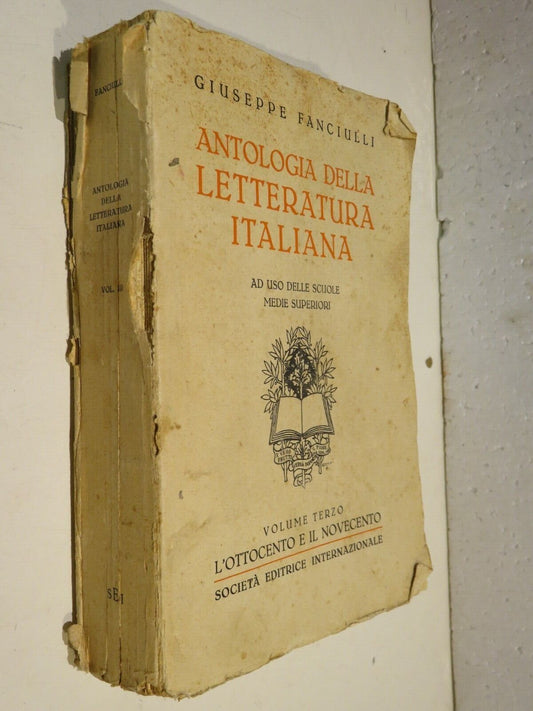 FANCIULLI
ANTOLOGIA
DELLA
LETTERATURA
ITALIANA
VOL.
SEI
GIUSEPPE FANCIULLI
ANTOLOGIA DELLA
LETTERATURA
ITALIANA
AD USO DELLE SCUOLE
MEDIE SUPERIORI
VOLUME TERZO
L'OTTOCENTO E IL NOVECENTO
SOCIETÀ EDITRICE INTERNAZIONALE